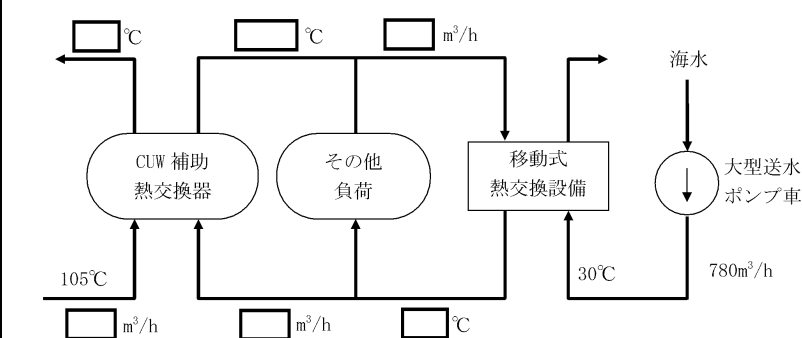 ℃
℃
m³/h
海水
CUW 補助
熱交換器
その他
負荷
移動式
熱交換設備
大型送水
ポンプ車
105℃
30℃
780m³/h
m³/h
m³/h
℃